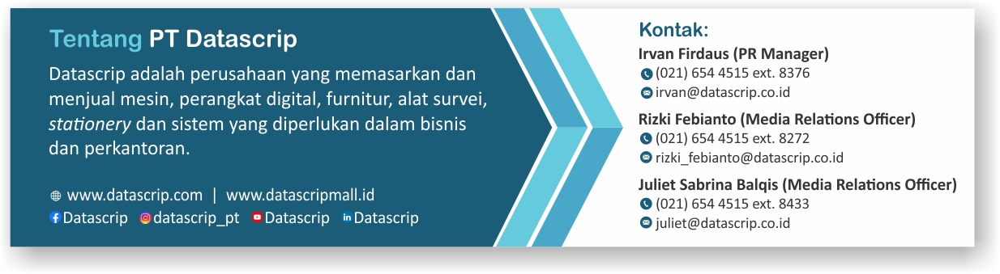 Tentang PT Datascrip
Datascrip adalah perusahaan yang memasarkan dan
menjual mesin, perangkat digital, furnitur, alat survei,
stationery dan sistem yang diperlukan dalam bisnis
dan perkantoran.
www.datascrip.com | www.datascripmall.id
Datascrip datascrip_pt Datascrip Datascrip
Kontak:
Irvan Firdaus (PR Manager)
(021) 654 4515 ext. 8376
irvan@datascrip.co.id
Rizki Febianto (Media Relations Officer)
(021) 654 4515 ext. 8272
rizki_febianto@datascrip.co.id
Juliet Sabrina Balqis (Media Relations Officer)
(021) 654 4515 ext. 8433
juliet@datascrip.co.id